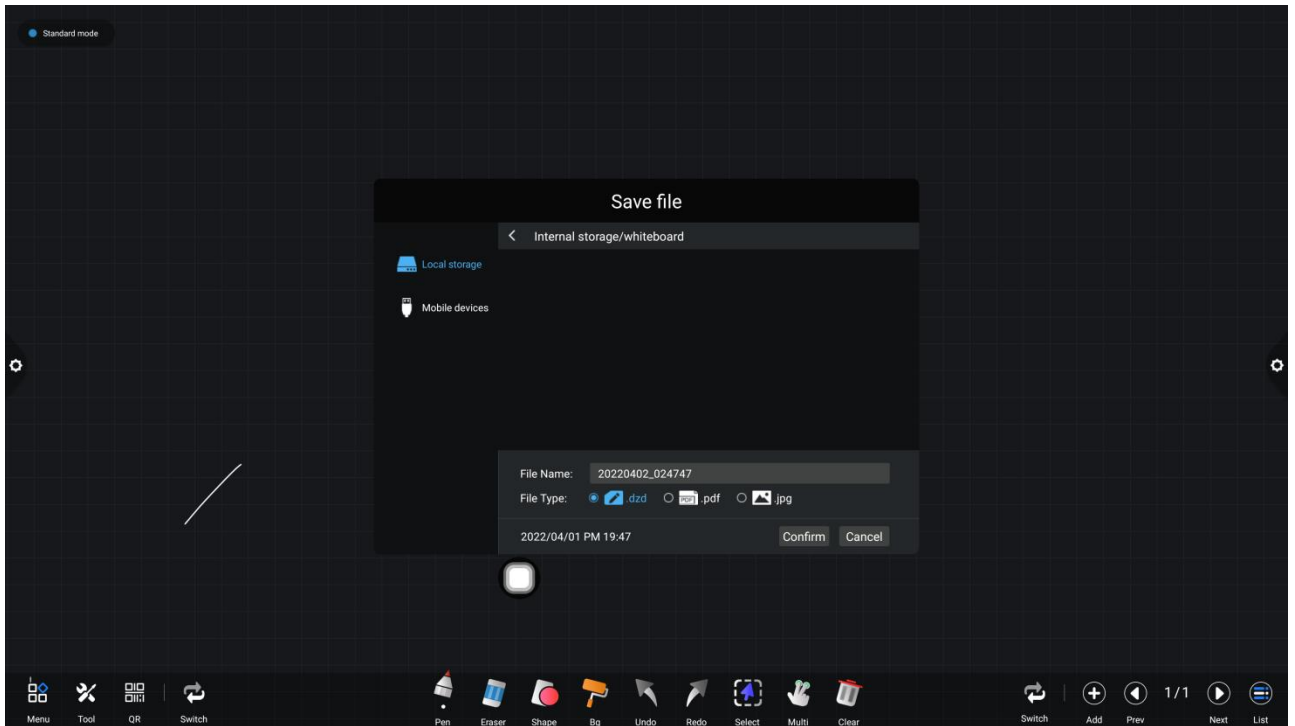 Standard mode
Save file
Internal storage/whiteboard
Local storage
Mobile devices
File Name: 20220402_024747
File Type: .dzd PDF .pdf .jpg
2022/04/01 PM 19:47 Confirm Cancel
1/1
Menu Tool QR Switch Pen Eraser Shape Bg Undo Redo Select Multi Clear Switch Add Prev Next List